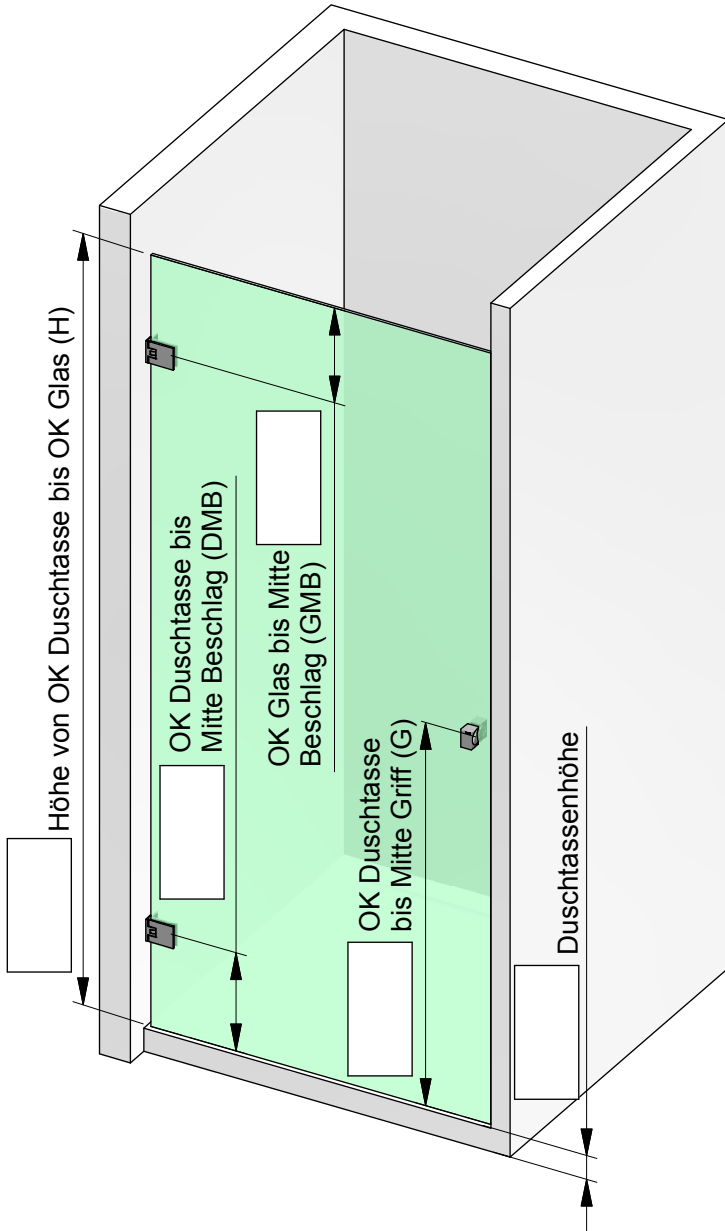 Höhe von OK Duschtasse bis OK Glas (H)
OK Duschtasse bis
Mitte Beschlag (DMB)
OK Glas bis Mitte
Beschlag (GMB)
OK Duschtasse
bis Mitte Griff (G)
Duschtassenhöhe